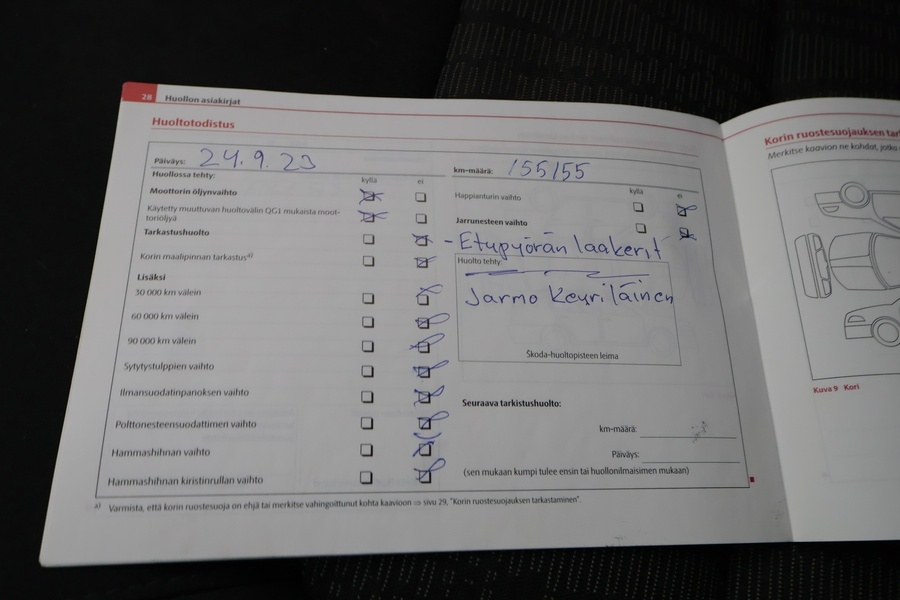 28 Huollon asiakirjat
Huoltotodistus
Päiväys: 24.9.23
Huollossa tehty: kyllä ei
Moottorin öljynvaihto
Käytetty muuttuvan huoltovälin QG1 mukaista moot-
toriöljyä
Tarkastushuolto
Korin maalipinnan tarkastus a)
Lisäksi
30 000 km välein
60 000 km välein
90 000 km välein
Sytytystulppien vaihto
Ilmansuodatinpanoksen vaihto
Polttonesteensuodattimen vaihto
Hammashihnan vaihto
Hammashihnan kiristinrullan vaihto
km-määrä: 155155
kyllä ei
Happianturin vaihto
Jarrunesteen vaihto
- Etupyörän laakerit
Huolto tehty:
Jarmo Keuriläinen
Škoda-huoltopisteen leima
Seuraava tarkistushuolto:
km-määrä:
Päiväys:
(sen mukaan kumpi tulee ensin tai huollonilmaisimen mukaan)
a) Varmista, että korin ruostesuoja on ehjä tai merkitse vahingoittunut kohta kaavioon ⇒ sivu 29, "Korin ruostesuojauksen tarkastaminen".
Korin ruostesuojauksen
Merkitse kaavion ne kohdat,
Kuva 9 Kori